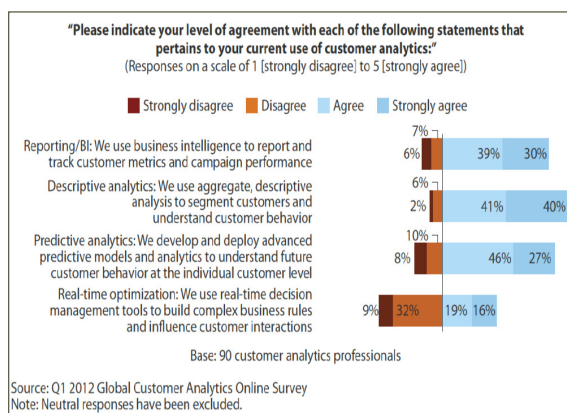 “Please indicate your level of agreement with each of the following statements that
pertains to your current use of customer analytics:”
(Responses on a scale of 1 [strongly disagree] to 5 [strongly agree])
Strongly disagree Disagree Agree Strongly agree
7%
Reporting/BI: We use business intelligence to report and
track customer metrics and campaign performance
6% 39% 30%
6%
Descriptive analytics: We use aggregate, descriptive
analysis to segment customers and
understand customer behavior
2% 41% 40%
10%
Predictive analytics: We develop and deploy advanced
predictive models and analytics to understand future
customer behavior at the individual customer level
8% 46% 27%
Real-time optimization: We use real-time decision
management tools to build complex business rules
and influence customer interactions
9% 32% 19% 16%
Base: 90 customer analytics professionals
Source: Q1 2012 Global Customer Analytics Online Survey
Note: Neutral responses have been excluded.